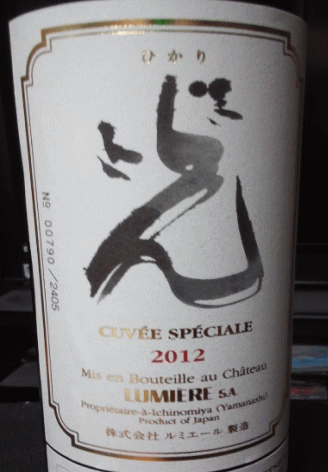 ひかり
光
CUVÉE SPÉCIALE
2012
Mis en Bouteille au Château
LUMIÈRE S.A.
Propriétaire-à-Ichinomiya (Yamanashi)
Product of Japan
株式会社 ルミエール 製造
Nº 00790 / 2405